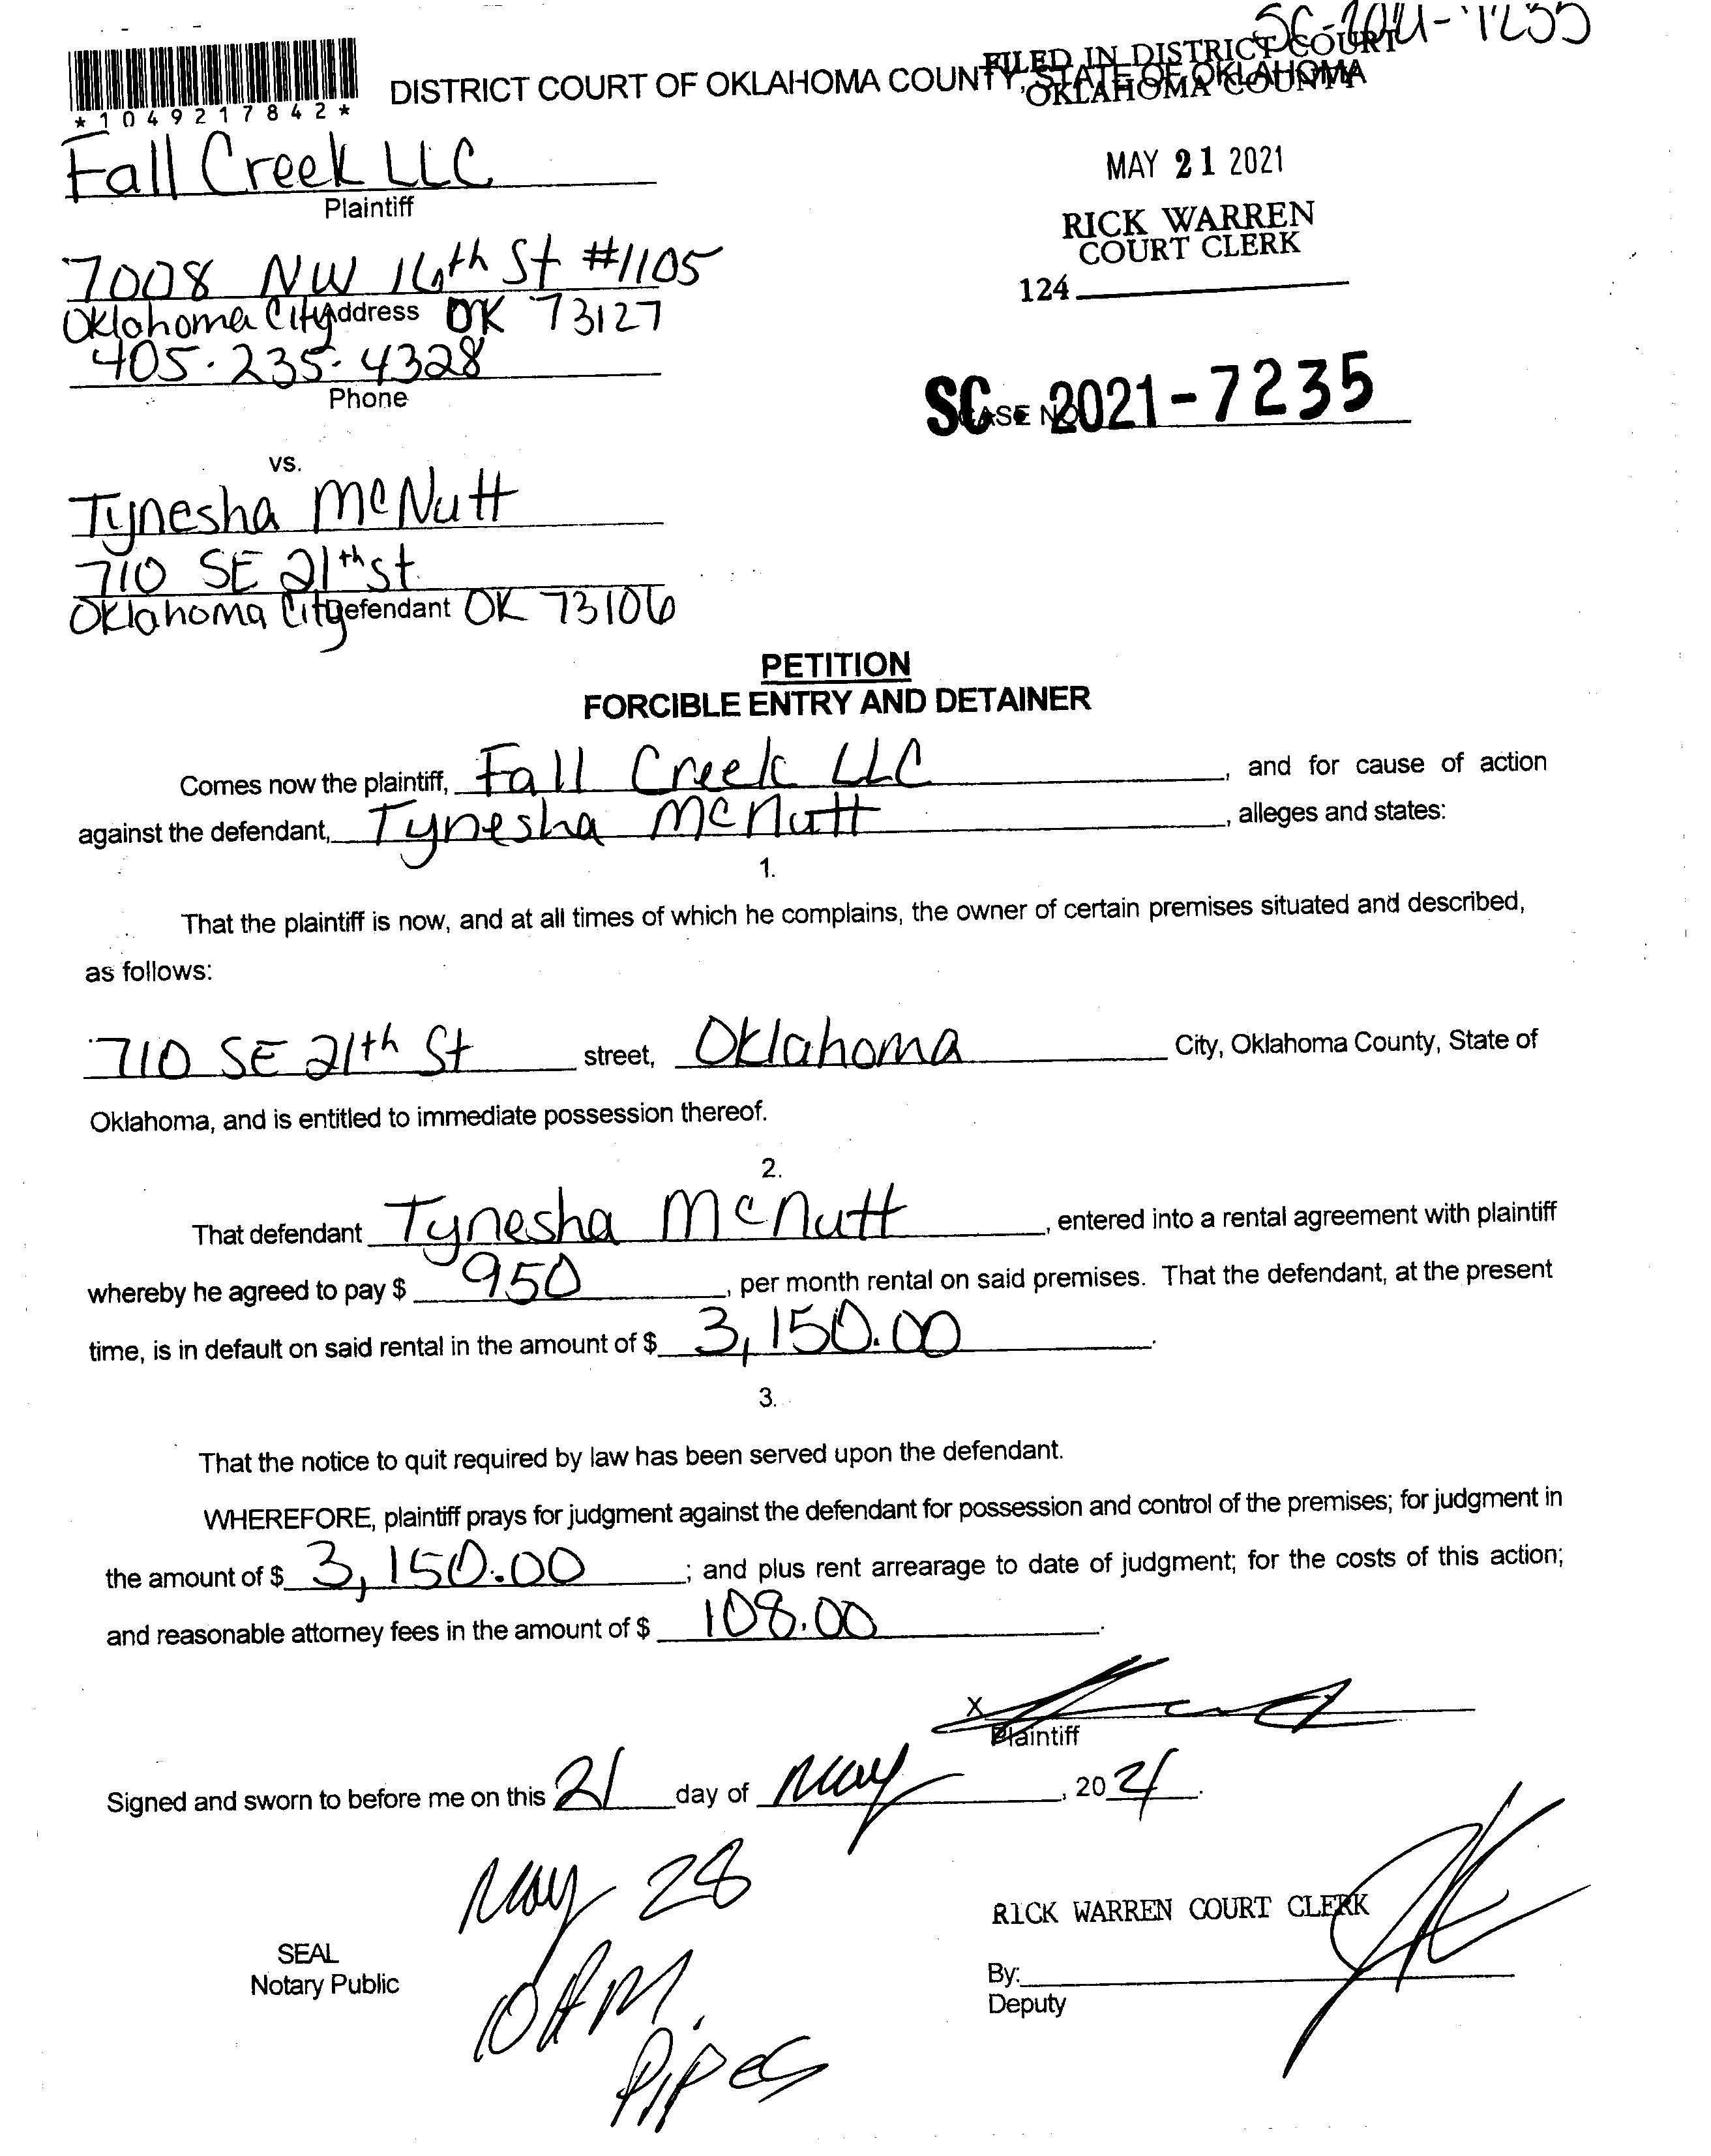 SC-2021-7235
FILED IN DISTRICT COURT
DISTRICT COURT OF OKLAHOMA COUNTY, STATE OF OKLAHOMA
OKLAHOMA COUNTY
*1049217842*
Fall Creek LLC
Plaintiff
MAY 21 2021
RICK WARREN
COURT CLERK
124
7008 NW 16th St #1105
Address
Oklahoma City OK 73127
405-235-4328
Phone
SC 2021-7235
CASE NO.
vs.
Tynesha McNutt
710 SE 21th St
Oklahoma City OK 73106
Defendant
PETITION
FORCIBLE ENTRY AND DETAINER
Comes now the plaintiff, Fall Creek LLC, and for cause of action
against the defendant, Tynesha McNutt, alleges and states:
1.
That the plaintiff is now, and at all times of which he complains, the owner of certain premises situated and described,
as follows:
710 SE 21th St street, Oklahoma City, Oklahoma County, State of
Oklahoma, and is entitled to immediate possession thereof.
2.
That defendant Tynesha McNutt, entered into a rental agreement with plaintiff
whereby he agreed to pay $ 950, per month rental on said premises. That the defendant, at the present
time, is in default on said rental in the amount of $ 3,150.00.
3.
That the notice to quit required by law has been served upon the defendant.
WHEREFORE, plaintiff prays for judgment against the defendant for possession and control of the premises; for judgment in
the amount of $ 3,150.00; and plus rent arrearage to date of judgment; for the costs of this action;
and reasonable attorney fees in the amount of $ 108.00.
X
Plaintiff
Signed and sworn to before me on this 21 day of May, 2021.
May 28
RICK WARREN COURT CLERK
SEAL
Notary Public
10 AM.
By:
Deputy
Pipes